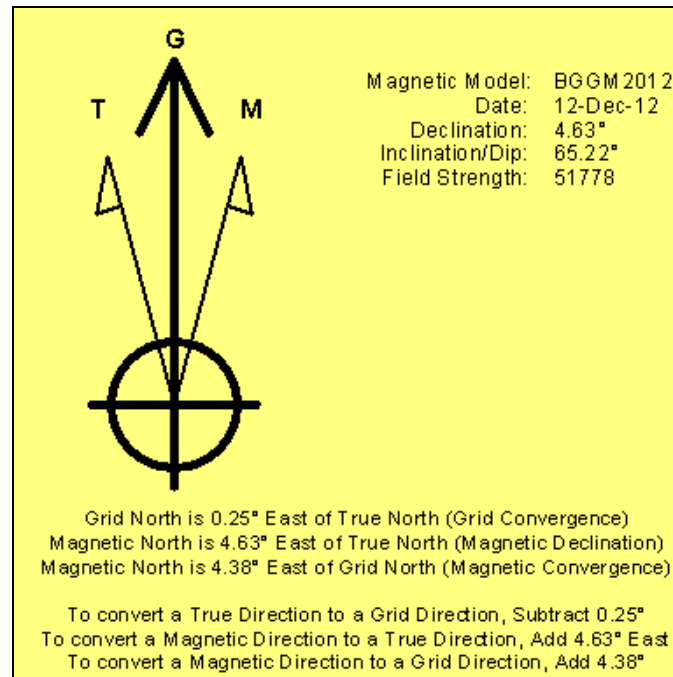 G
T
M
Magnetic Model: BGGM2012
Date: 12-Dec-12
Declination: 4.63°
Inclination/Dip: 65.22°
Field Strength: 51778
Grid North is 0.25° East of True North (Grid Convergence)
Magnetic North is 4.63° East of True North (Magnetic Declination)
Magnetic North is 4.38° East of Grid North (Magnetic Convergence)
To convert a True Direction to a Grid Direction, Subtract 0.25°
To convert a Magnetic Direction to a True Direction, Add 4.63° East
To convert a Magnetic Direction to a Grid Direction, Add 4.38°